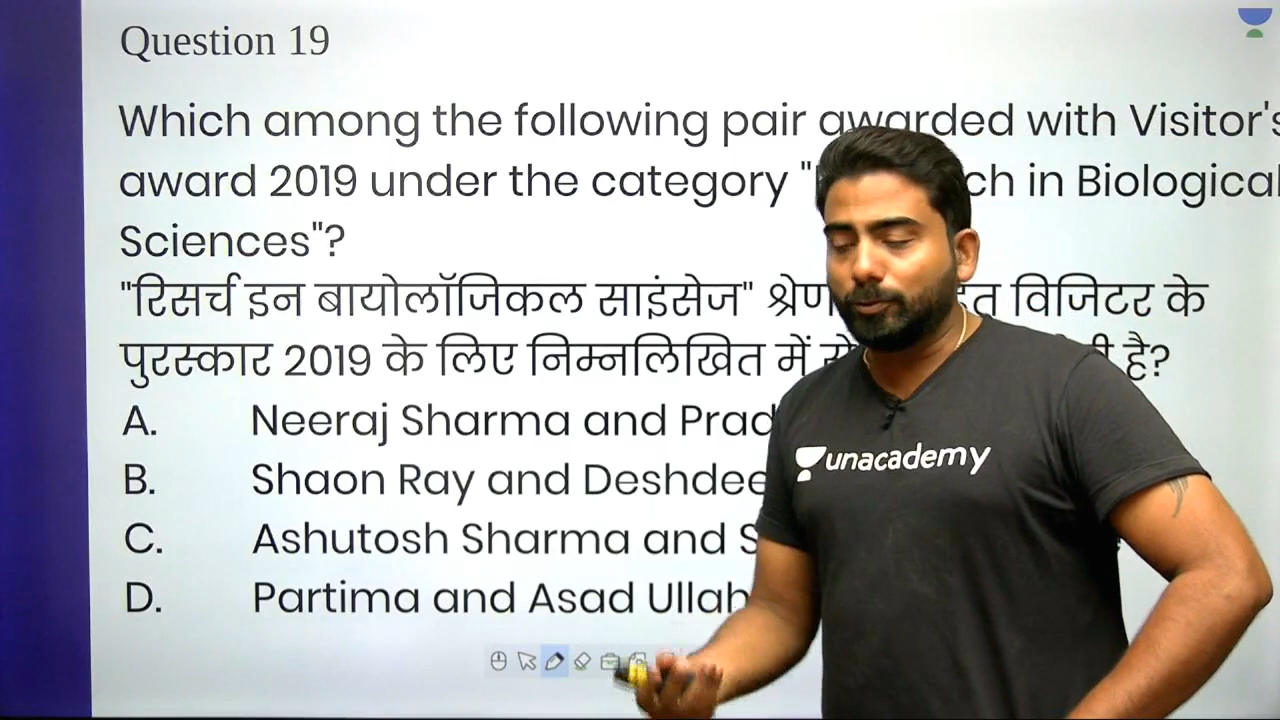 Question 19
Which among the following pair awarded with Visitor's
award 2019 under the category " ch in Biological
Sciences"?
"रिसर्च इन बायोलॉजिकल साइंसेज" विजिटर के
पुरस्कार 2019 के लिए निम्नलिखित में है?
A. Neeraj Sharma and
B. Shaon Ray and
C. Ashutosh Sharma and
D. Partima and Asad Ullah
unacademy